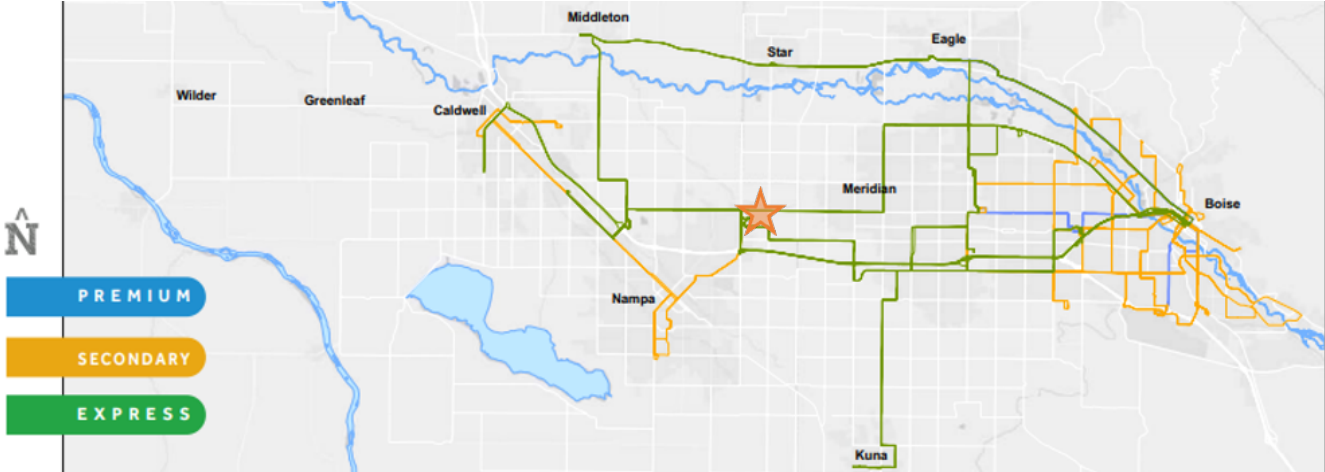 Middleton
Star
Eagle
Wilder
Greenleaf
Caldwell
Meridian
Boise
N
PREMIUM
Nampa
SECONDARY
EXPRESS
Kuna